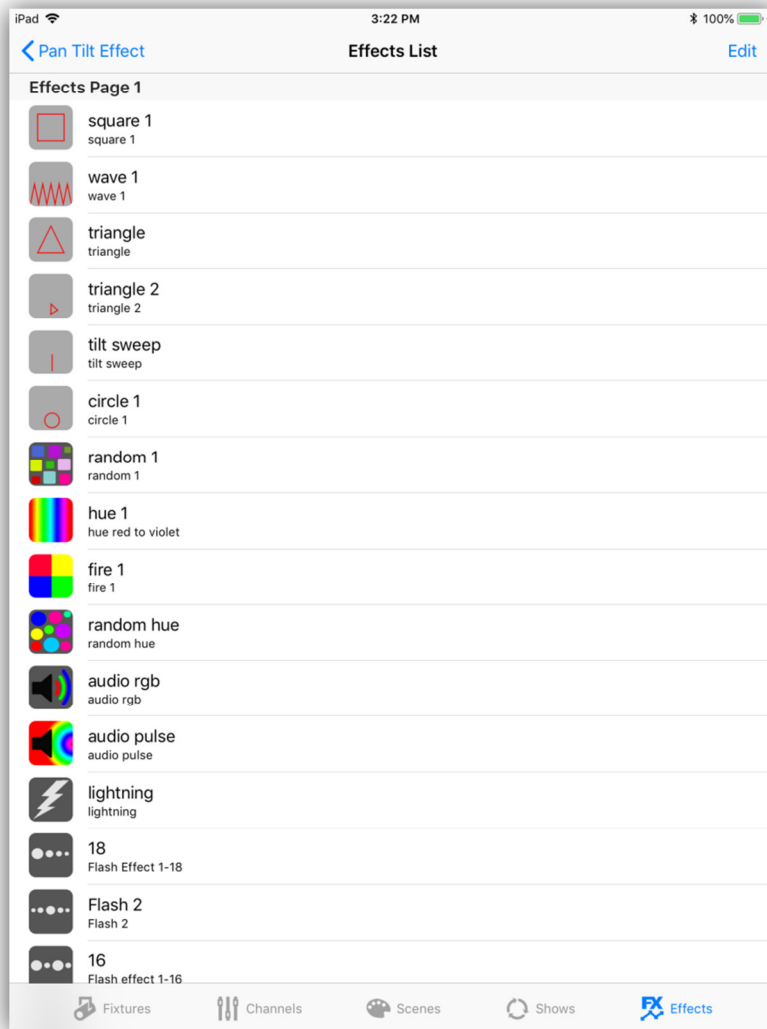 iPad 3:22 PM 100%
Pan Tilt Effect Effects List Edit
Effects Page 1
square 1
square 1
wave 1
wave 1
triangle
triangle
triangle 2
triangle 2
tilt sweep
tilt sweep
circle 1
circle 1
random 1
random 1
hue 1
hue red to violet
fire 1
fire 1
random hue
random hue
audio rgb
audio rgb
audio pulse
audio pulse
lightning
lightning
18
Flash Effect 1-18
Flash 2
Flash 2
16
Flash effect 1-16
Fixtures Channels Scenes Shows FX Effects